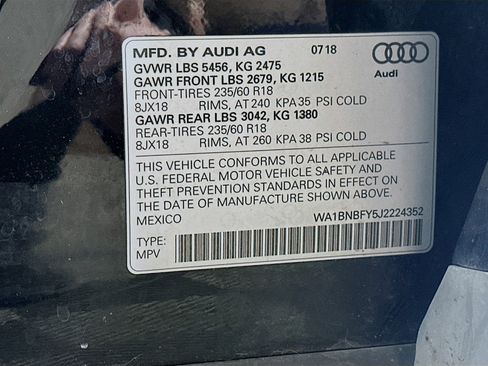 MFD. BY AUDI AG 0718
GVWR LBS 5456, KG 2475
GAWR FRONT LBS 2679, KG 1215
FRONT-TIRES 235/60 R18
8JX18 RIMS, AT 240 KPA 35 PSI COLD
GAWR REAR LBS 3042, KG 1380
REAR-TIRES 235/60 R18
8JX18 RIMS, AT 260 KPA 38 PSI COLD
Audi
THIS VEHICLE CONFORMS TO ALL APPLICABLE
U.S. FEDERAL MOTOR VEHICLE SAFETY AND
THEFT PREVENTION STANDARDS IN EFFECT ON
THE DATE OF MANUFACTURE SHOWN ABOVE.
MEXICO WA1BNBFY5J2224352
TYPE:
MPV